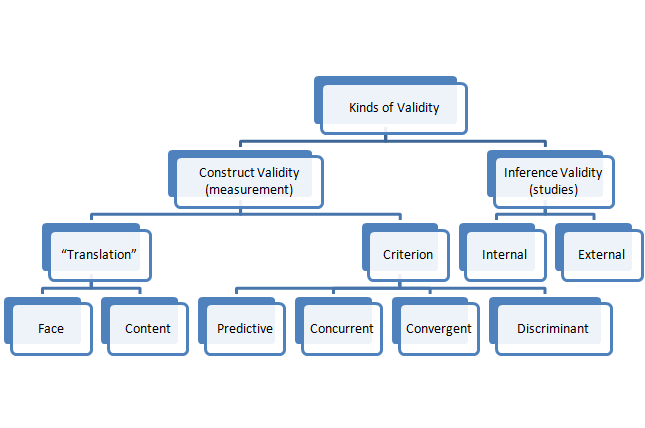 Kinds of Validity
Construct Validity
(measurement)
Inference Validity
(studies)
“Translation”
Criterion
Internal
External
Face
Content
Predictive
Concurrent
Convergent
Discriminant